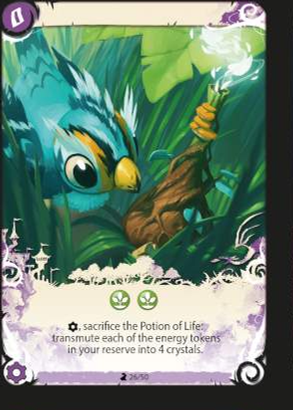 0
, sacrifice the Potion of Life:
transmute each of the energy tokens
in your reserve into 4 crystals.
26/50